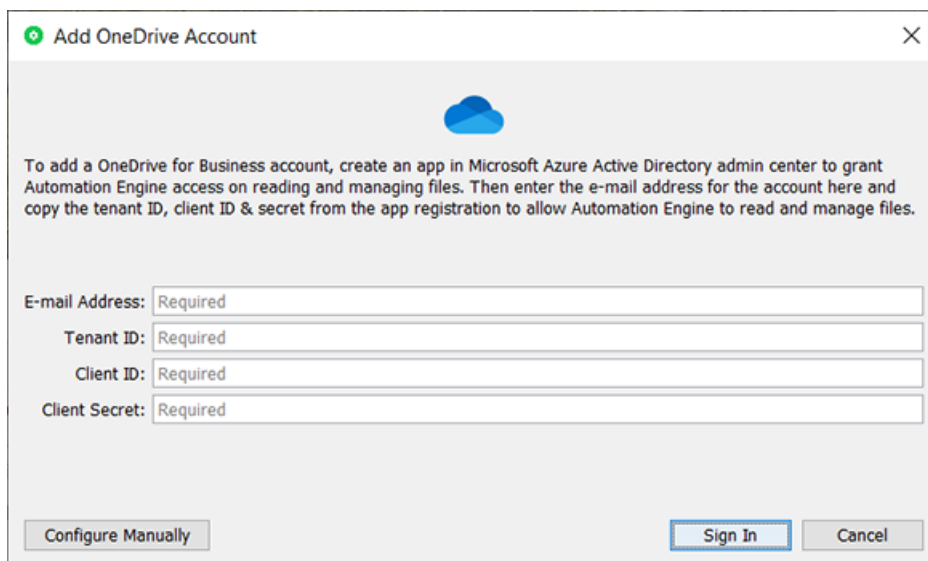 Add OneDrive Account
To add a OneDrive for Business account, create an app in Microsoft Azure Active Directory admin center to grant
Automation Engine access on reading and managing files. Then enter the e-mail address for the account here and
copy the tenant ID, client ID & secret from the app registration to allow Automation Engine to read and manage files.
E-mail Address: Required
Tenant ID: Required
Client ID: Required
Client Secret: Required
Configure Manually Sign In Cancel